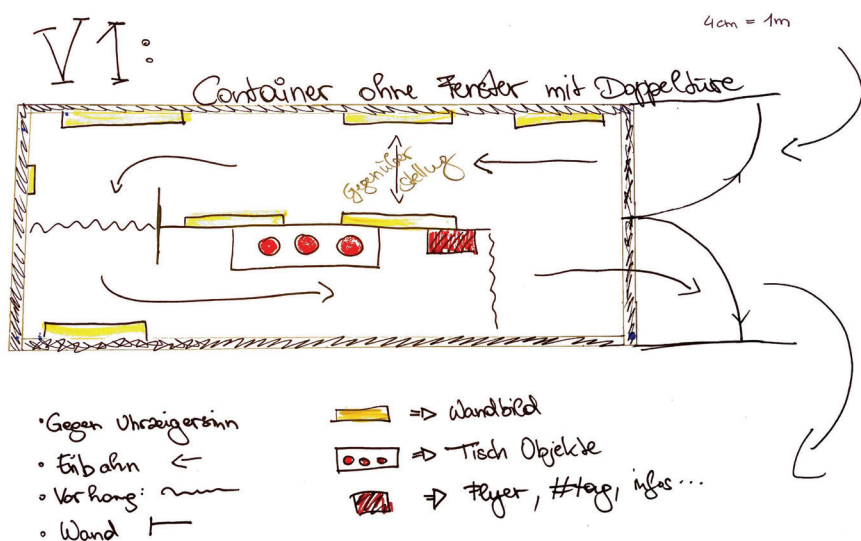 V1:
4cm = 1m
Container ohne Fenster mit Doppeltüre
Gegenüber
stellung
• Gegen Uhrzeigersinn
• Einbahn ←
• Vorhang:
• Wand
⇒ Wandbild
⇒ Tisch Objekte
⇒ Flyer, #tag, infos...